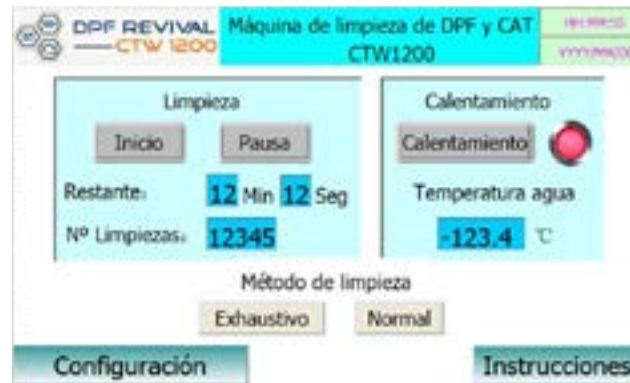 DPF REVIVAL
CTW 1200
Máquina de limpieza de DPF y CAT
CTW1200
Limpieza
Inicio Pausa
Restante: 12 Min 12 Seg
Nº Limpiezas: 12345
Calentamiento
Calentamiento
Temperatura agua
-123.4 ℃
Método de limpieza
Exhaustivo Normal
Configuración Instrucciones